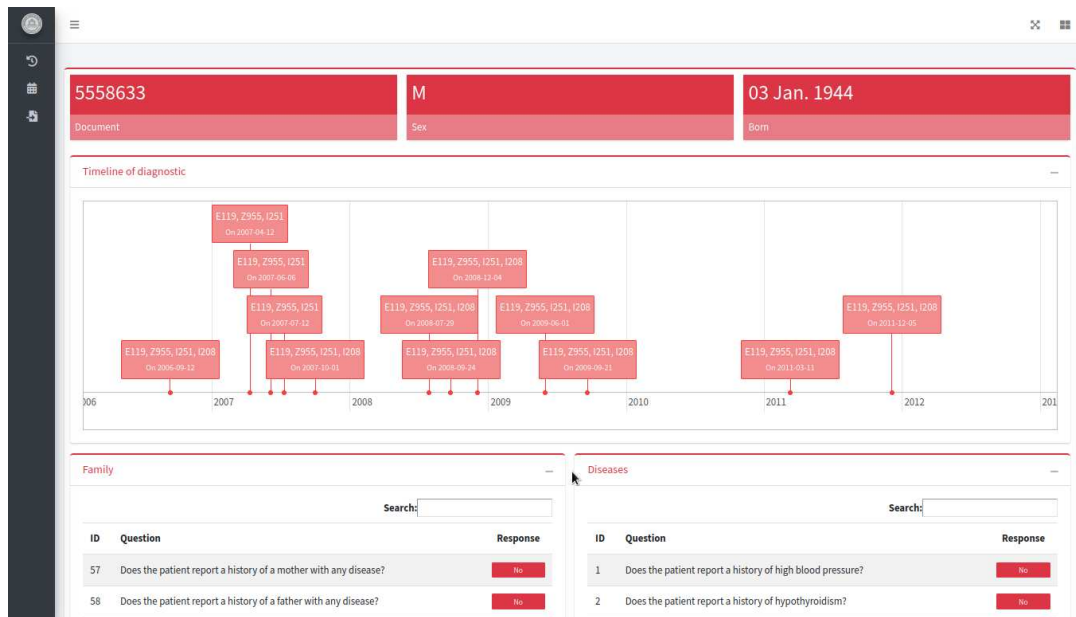 5558633
Document
M
Sex
03 Jan. 1944
Born
Timeline of diagnostic
E119, Z955, I251
On 2007-04-12
E119, Z955, I251
On 2007-06-06
E119, Z955, I251, I208
On 2008-12-04
E119, Z955, I251
On 2007-07-12
E119, Z955, I251, I208
On 2008-07-29
E119, Z955, I251, I208
On 2009-06-01
E119, Z955, I251, I208
On 2011-12-05
E119, Z955, I251, I208
On 2006-09-12
E119, Z955, I251, I208
On 2007-10-01
E119, Z955, I251, I208
On 2008-09-24
E119, Z955, I251, I208
On 2009-09-21
E119, Z955, I251, I208
On 2011-03-11
006 2007 2008 2009 2010 2011 2012 201
Family
Search:
ID Question Response
57 Does the patient report a history of a mother with any disease? No
58 Does the patient report a history of a father with any disease? No
Diseases
Search:
ID Question Response
1 Does the patient report a history of high blood pressure? No
2 Does the patient report a history of hypothyroidism? No